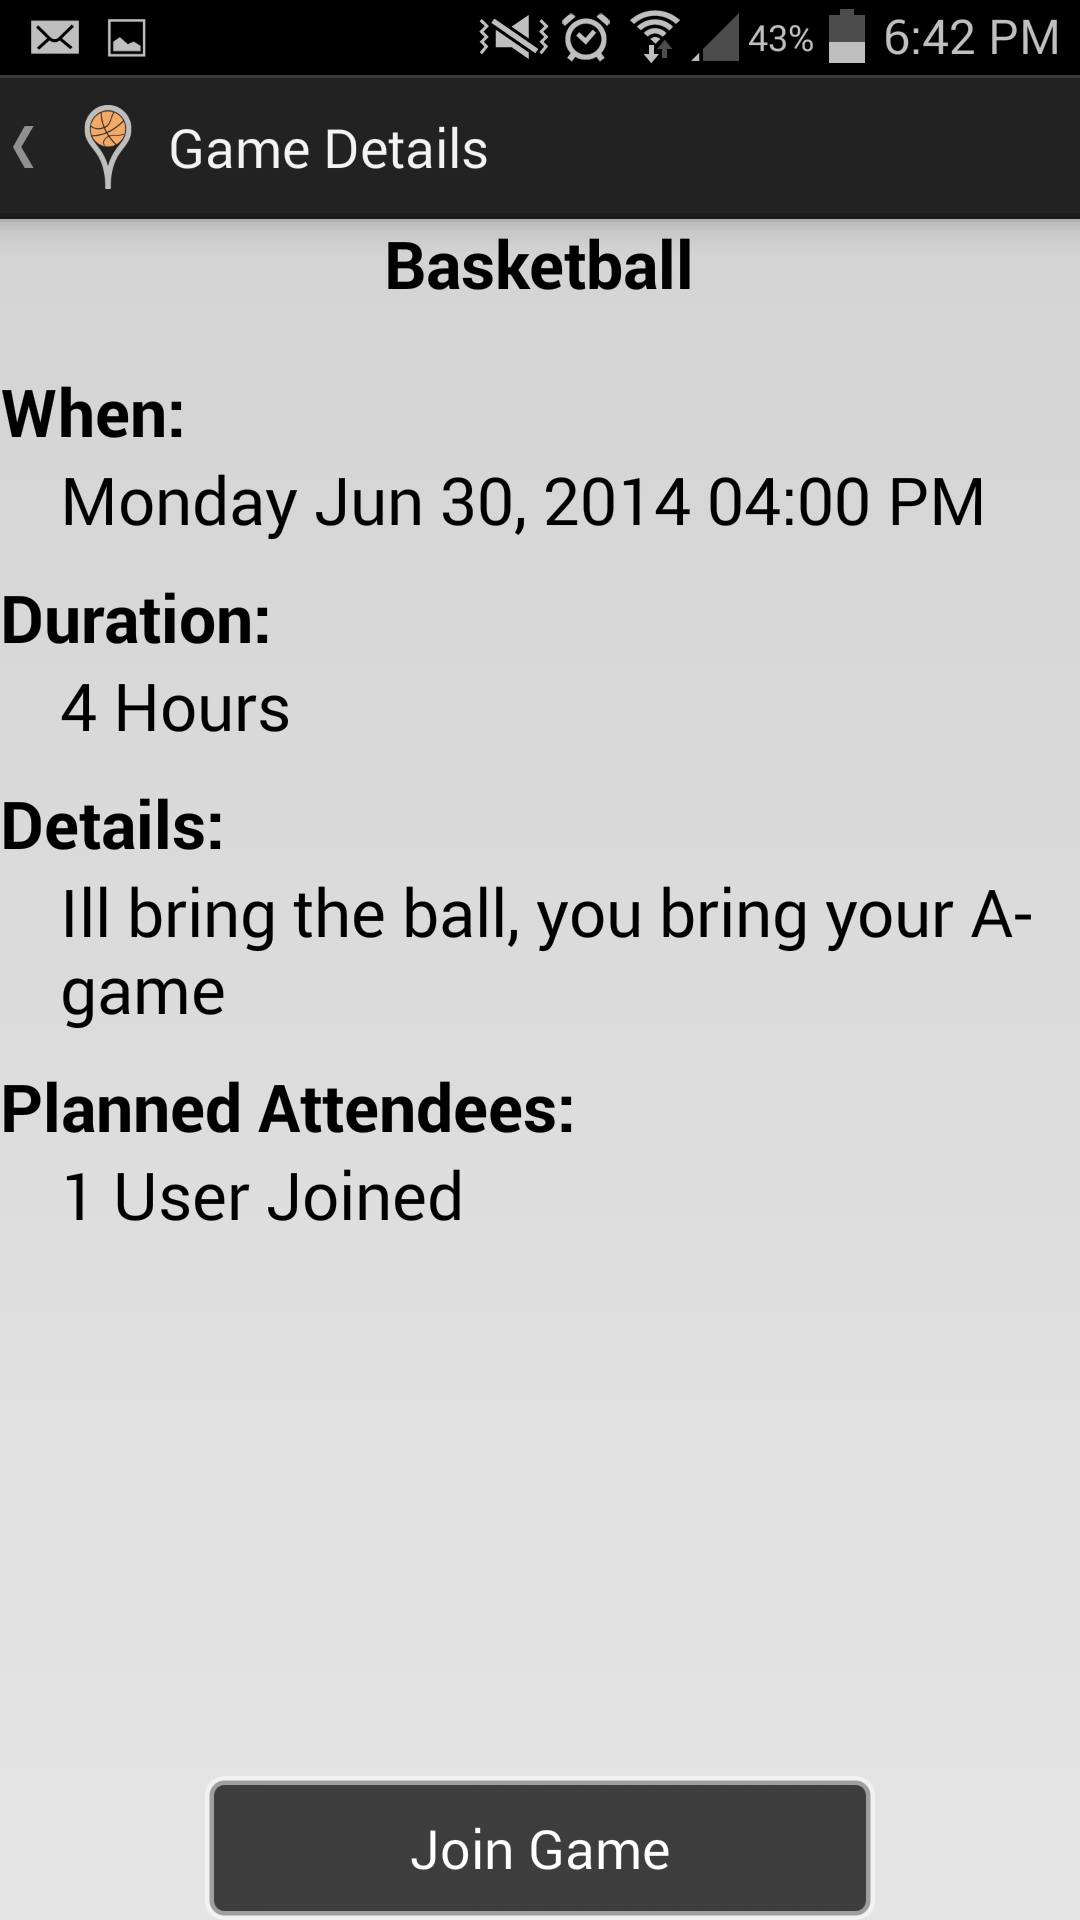 43% 6:42 PM
Game Details
Basketball
When:
Monday Jun 30, 2014 04:00 PM
Duration:
4 Hours
Details:
Ill bring the ball, you bring your A-
game
Planned Attendees:
1 User Joined
Join Game